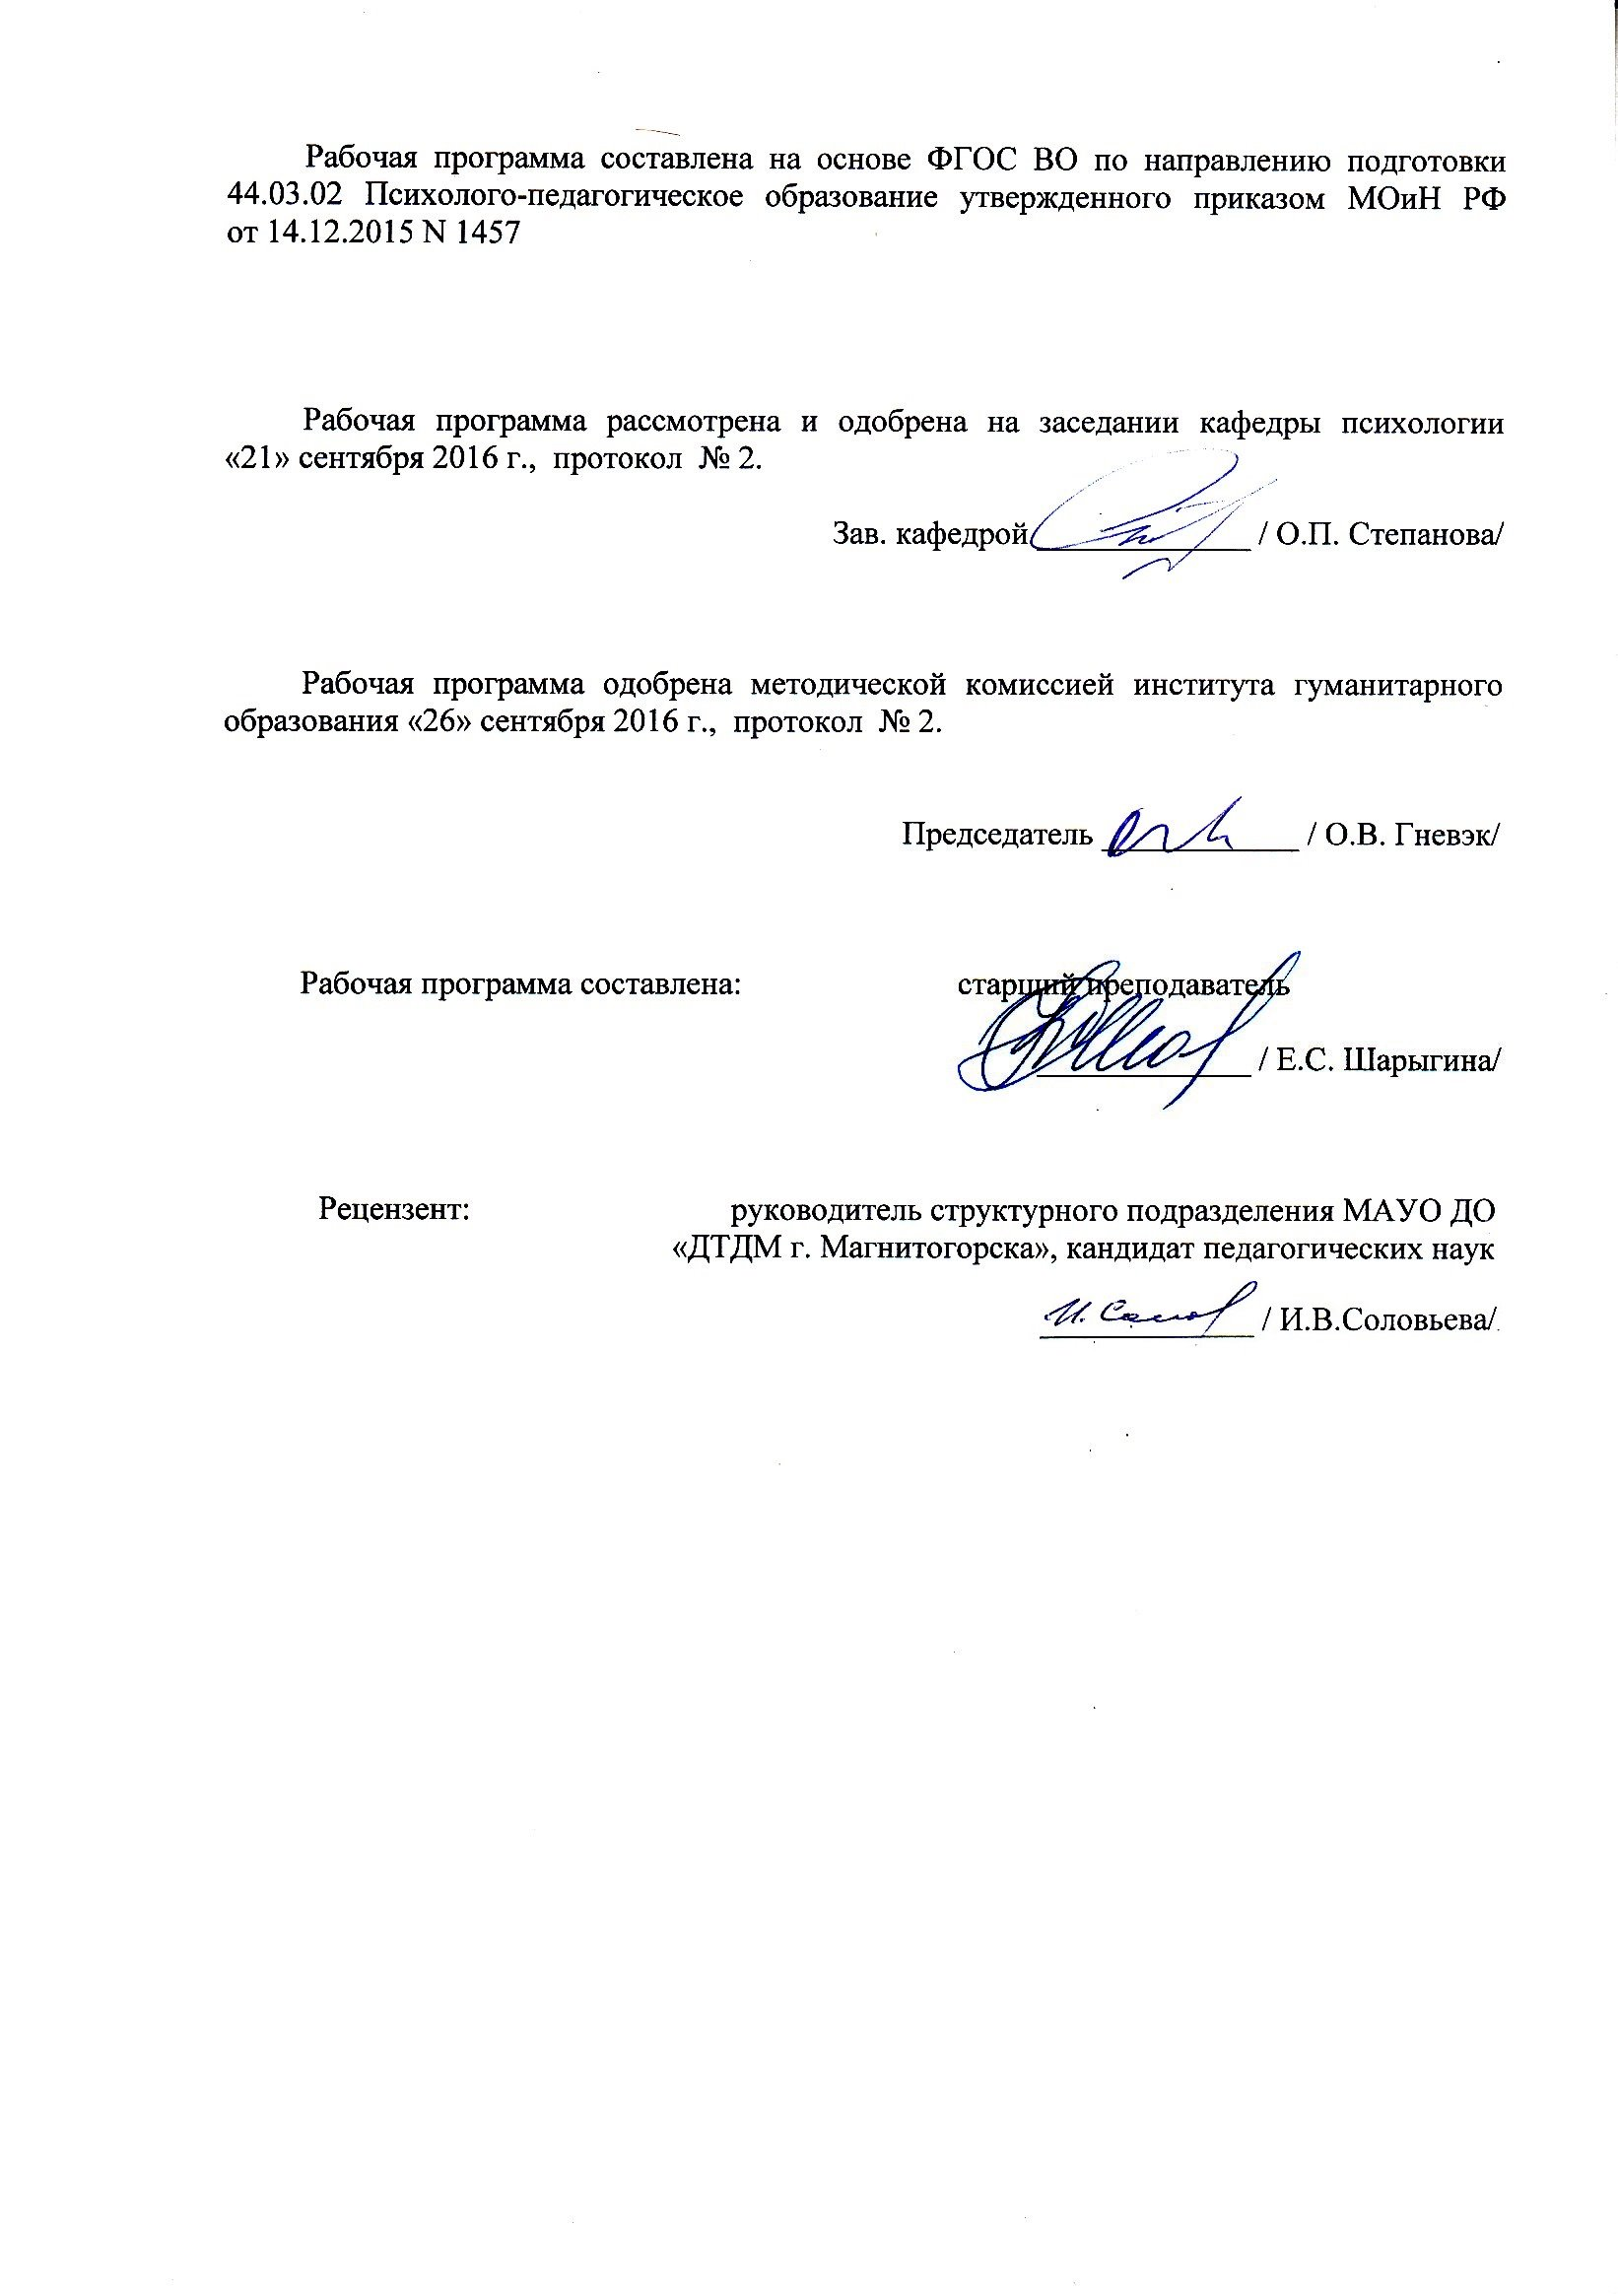 Рабочая программа составлена на основе ФГОС ВО по направлению подготовки
44.03.02 Психолого-педагогическое образование утвержденного приказом МОиН РФ
от 14.12.2015 N 1457
Рабочая программа рассмотрена и одобрена на заседании кафедры психологии
«21» сентября 2016 г., протокол № 2.
Зав. кафедрой / О.П. Степанова/
Рабочая программа одобрена методической комиссией института гуманитарного
образования «26» сентября 2016 г., протокол № 2.
Председатель / О.В. Гневэк/
Рабочая программа составлена: старший преподаватель
/ Е.С. Шарыгина/
Рецензент: руководитель структурного подразделения МАУО ДО
«ДТДМ г. Магнитогорска», кандидат педагогических наук
/ И.В.Соловьева/